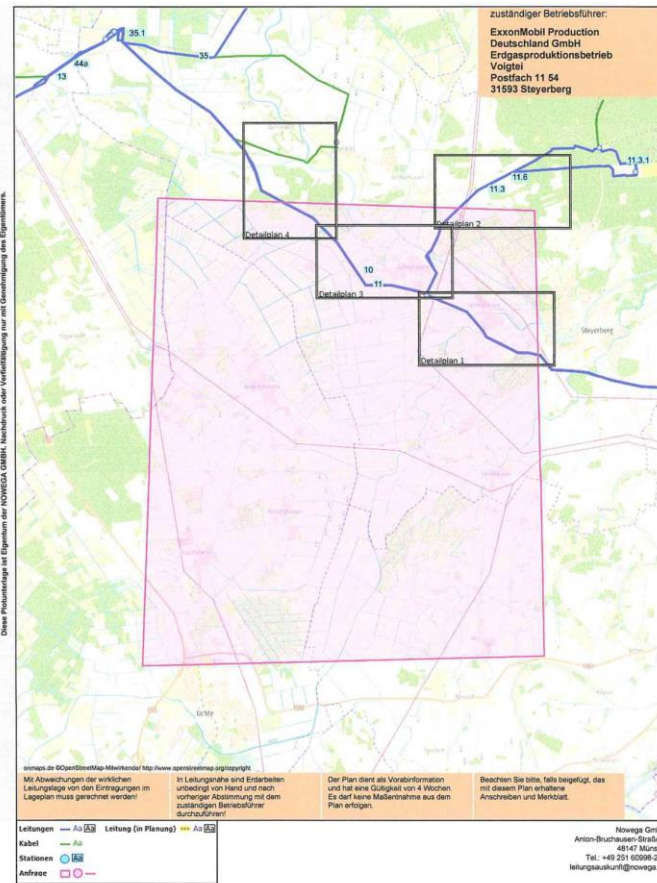 zuständiger Betriebsführer:
ExxonMobil Production
Deutschland GmbH
Erdgasproduktionsbetrieb
Voigtei
Postfach 11 54
31593 Steyerberg
35.1
35
44a
13
11.3.1
11.6
11.3
Detailplan 2
Detailplan 4
10
11
Detailplan 3
Steyerberg
Detailplan 1
Diese Plotunterlage ist Eigentum der NOWEGA GMBH. Nachdruck oder Vervielfältigung nur mit Genehmigung des Eigentümers.
onmaps.de ©OpenStreetMap-Mitwirkende/ http://www.openstreetmap.org/copyright
Mit Abweichungen der wirklichen
Leitungslage von den Eintragungen im
Lageplan muss gerechnet werden!
In Leitungsnähe sind Erdarbeiten
unbedingt von Hand und nach
vorheriger Abstimmung mit dem
zuständigen Betriebsführer
durchzuführen!
Der Plan dient als Vorabinformation
und hat eine Gültigkeit von 4 Wochen.
Es darf keine Maßentnahme aus dem
Plan erfolgen.
Beachten Sie bitte, falls beigefügt, das
mit diesem Plan erhaltene
Anschreiben und Merkblatt.
Leitungen Aa Aa Leitung (in Planung) Aa Aa
Kabel Aa
Stationen Aa
Anfrage
Nowega Gm
Anton-Bruchausen-Straß
48147 Müns
Tel.: +49 251 60998-2
leitungsauskunft@nowega.